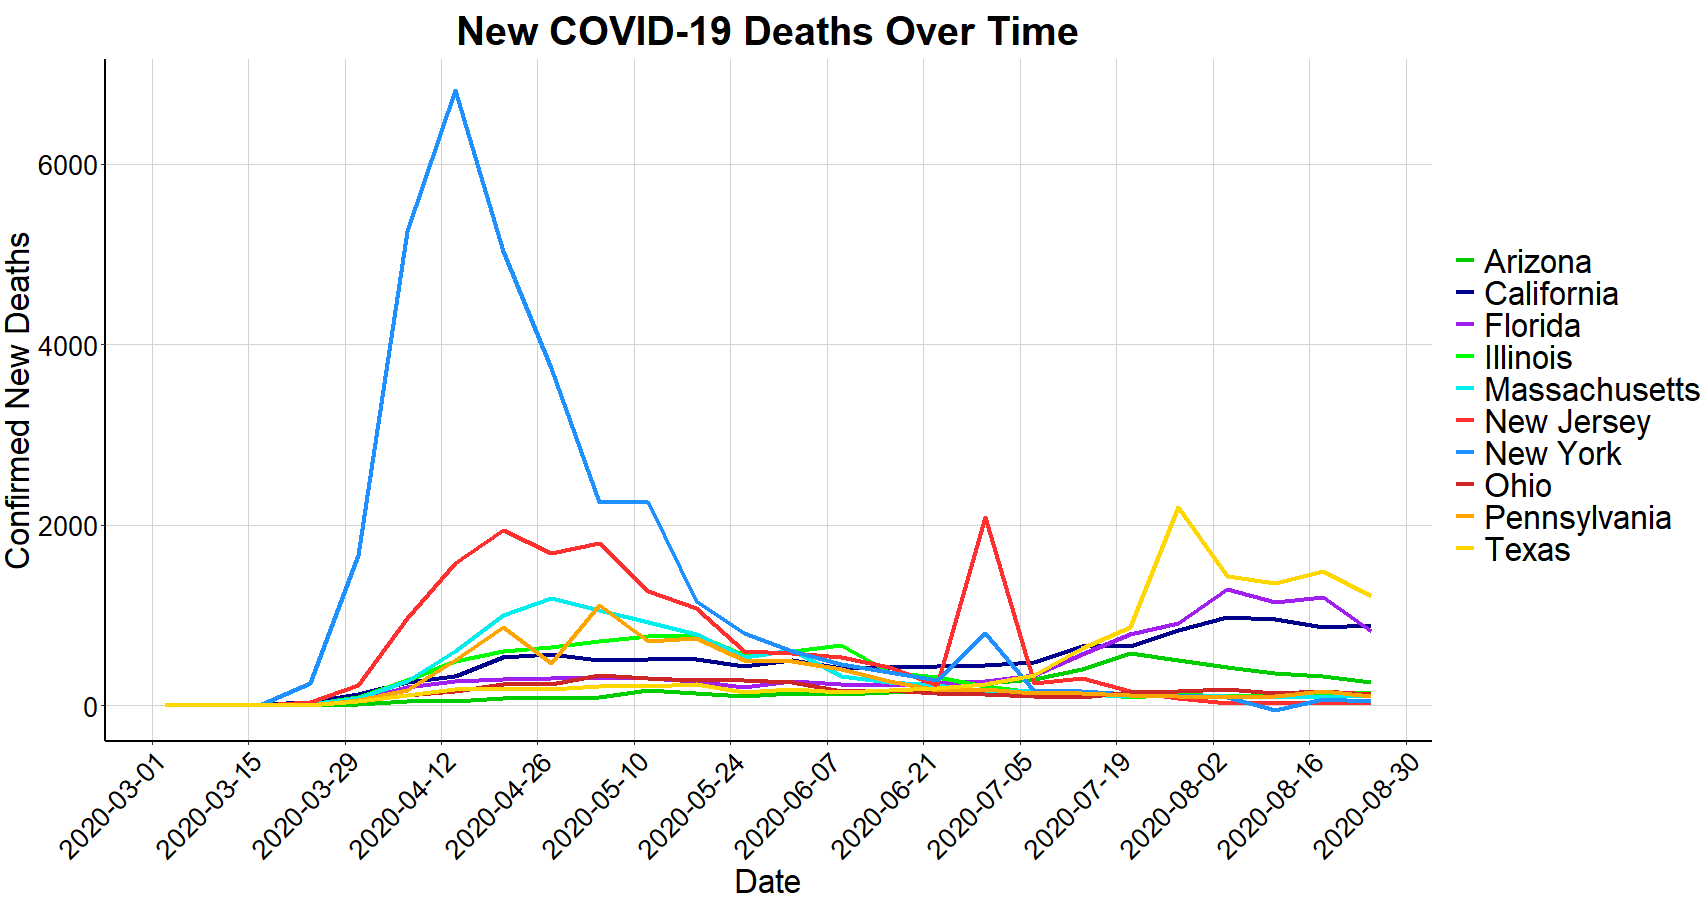 New COVID-19 Deaths Over Time
Confirmed New Deaths
6000
4000
2000
0
2020-03-01
2020-03-15
2020-03-29
2020-04-12
2020-04-26
2020-05-10
2020-05-24
2020-06-07
2020-06-21
2020-07-05
2020-07-19
2020-08-02
2020-08-16
2020-08-30
Date
Arizona
California
Florida
Illinois
Massachusetts
New Jersey
New York
Ohio
Pennsylvania
Texas